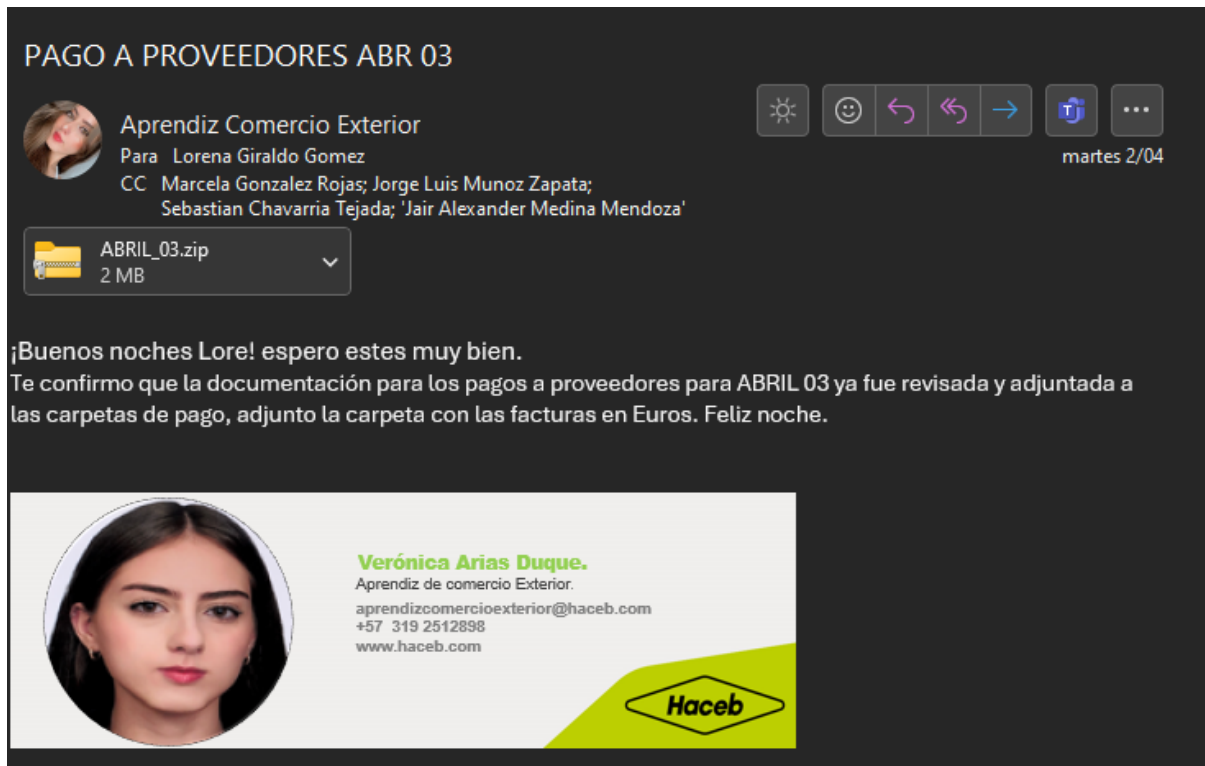 PAGO A PROVEEDORES ABR 03
Aprendiz Comercio Exterior
Para Lorena Giraldo Gomez
martes 2/04
CC Marcela Gonzalez Rojas; Jorge Luis Munoz Zapata;
Sebastian Chavarria Tejada; 'Jair Alexander Medina Mendoza'
ABRIL_03.zip
2 MB
¡Buenos noches Lore! espero estes muy bien.
Te confirmo que la documentación para los pagos a proveedores para ABRIL 03 ya fue revisada y adjuntada a
las carpetas de pago, adjunto la carpeta con las facturas en Euros. Feliz noche.
Verónica Arias Duque.
Aprendiz de comercio Exterior.
aprendizcomercioexterior@haceb.com
+57 319 2512898
www.haceb.com
Haceb